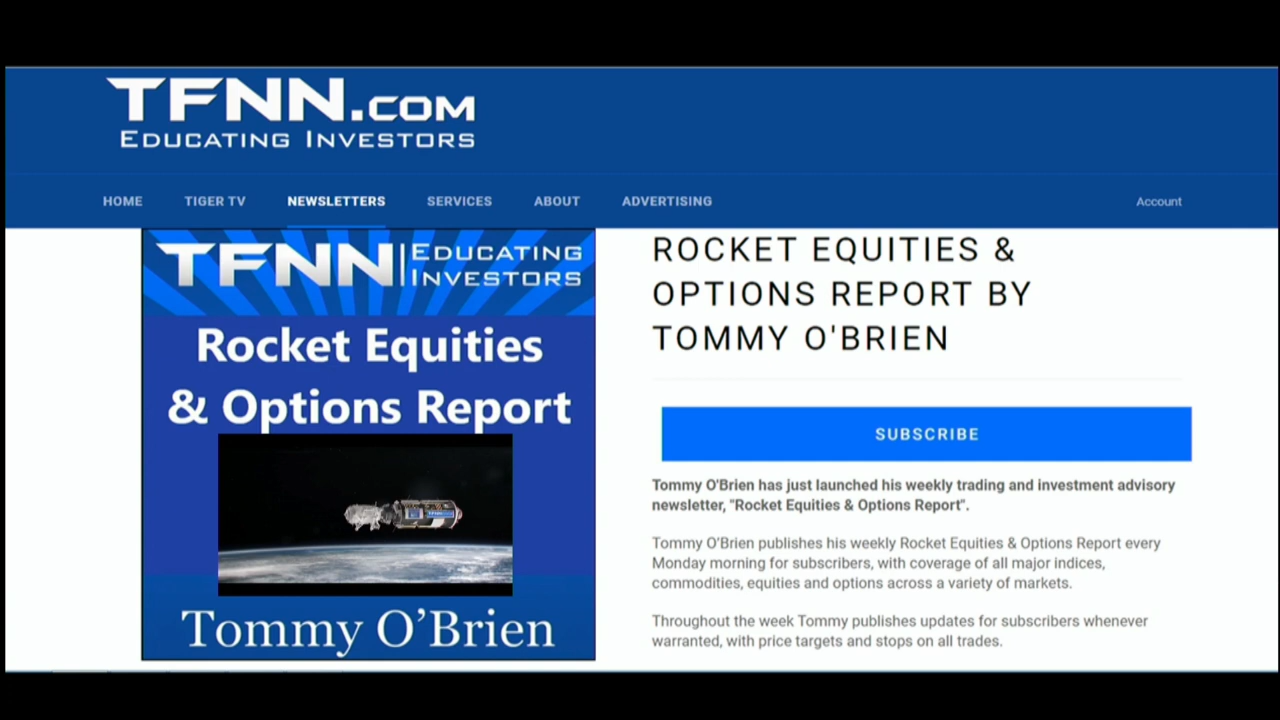 TFNN.COM
EDUCATING INVESTORS
HOME TIGER TV NEWSLETTERS SERVICES ABOUT ADVERTISING Account
TFNN EDUCATING
INVESTORS
Rocket Equities
& Options Report
Tommy O’Brien
ROCKET EQUITIES &
OPTIONS REPORT BY
TOMMY O'BRIEN
SUBSCRIBE
Tommy O'Brien has just launched his weekly trading and investment advisory
newsletter, "Rocket Equities & Options Report".
Tommy O'Brien publishes his weekly Rocket Equities & Options Report every
Monday morning for subscribers, with coverage of all major indices,
commodities, equities and options across a variety of markets.
Throughout the week Tommy publishes updates for subscribers whenever
warranted, with price targets and stops on all trades.